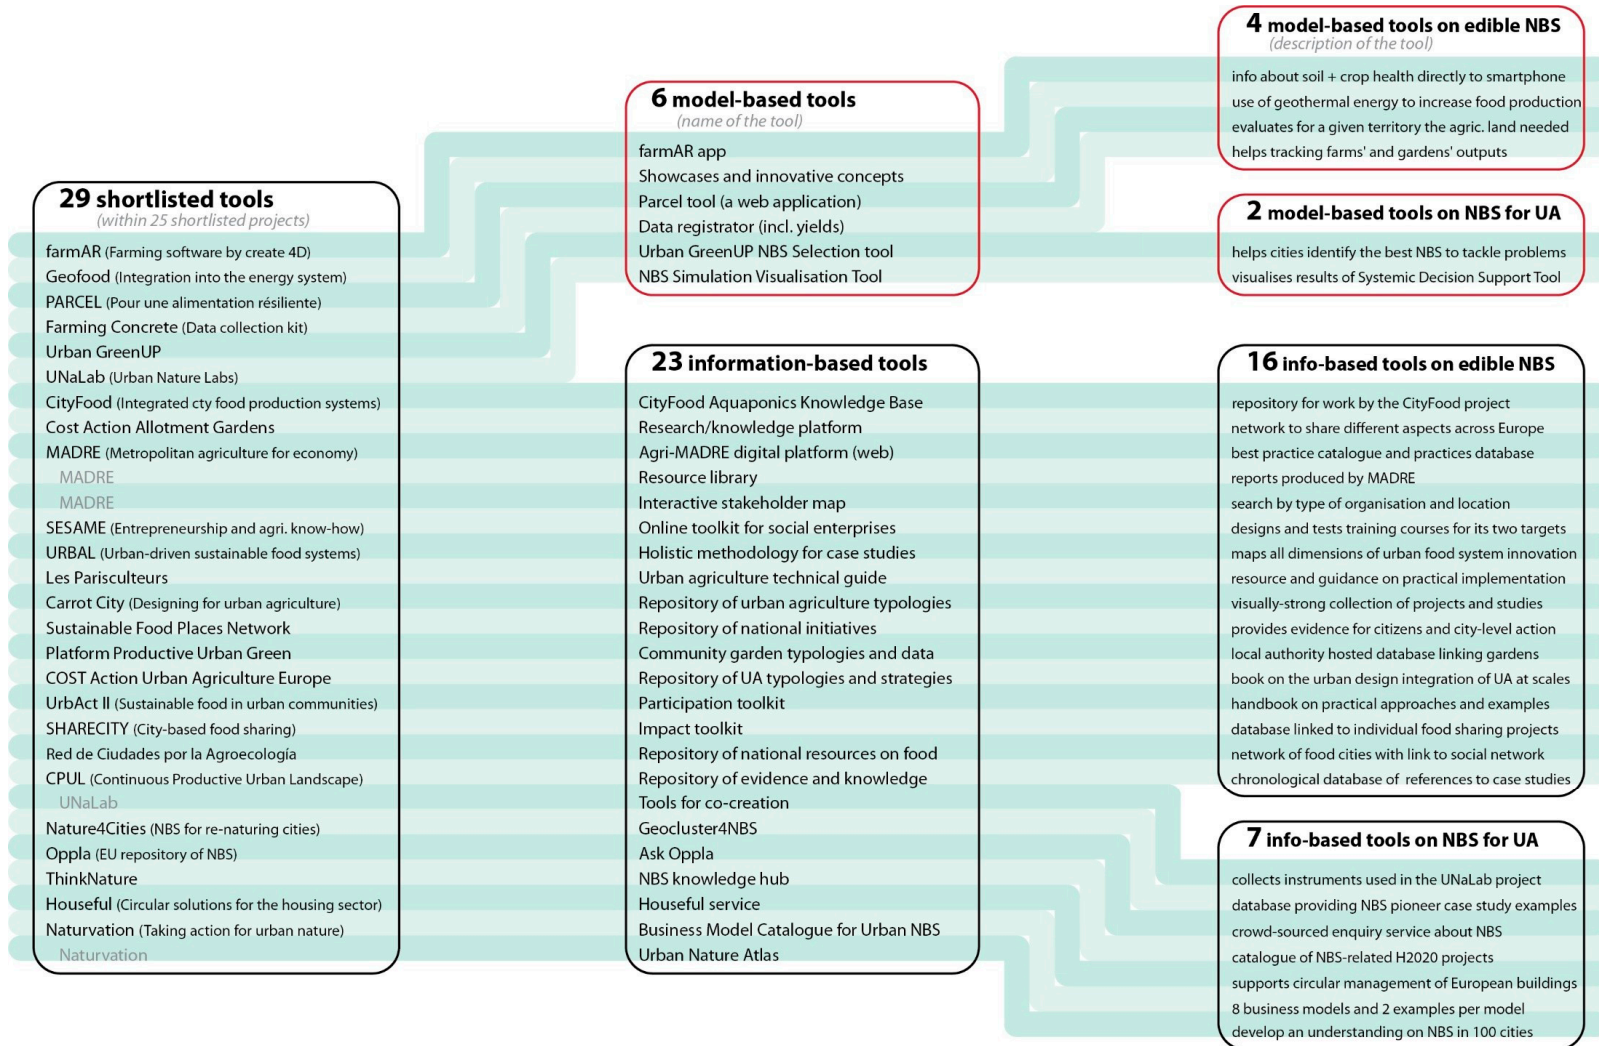 29 shortlisted tools
(within 25 shortlisted projects)
farmAR (Farming software by create 4D)
Geofood (Integration into the energy system)
PARCEL (Pour une alimentation résiliente)
Farming Concrete (Data collection kit)
Urban GreenUP
UNaLab (Urban Nature Labs)
CityFood (Integrated cty food production systems)
Cost Action Allotment Gardens
MADRE (Metropolitan agriculture for economy)
MADRE
MADRE
SESAME (Entrepreneurship and agri. know-how)
URBAL (Urban-driven sustainable food systems)
Les Parisculteurs
Carrot City (Designing for urban agriculture)
Sustainable Food Places Network
Platform Productive Urban Green
COST Action Urban Agriculture Europe
UrbAct II (Sustainable food in urban communities)
SHARECITY (City-based food sharing)
Red de Ciudades por la Agroecología
CPUL (Continuous Productive Urban Landscape)
UNaLab
Nature4Cities (NBS for re-naturing cities)
Oppla (EU repository of NBS)
ThinkNature
Houseful (Circular solutions for the housing sector)
Naturvation (Taking action for urban nature)
Naturvation
6 model-based tools
(name of the tool)
farmAR app
Showcases and innovative concepts
Parcel tool (a web application)
Data registrator (incl. yields)
Urban GreenUP NBS Selection tool
NBS Simulation Visualisation Tool
23 information-based tools
CityFood Aquaponics Knowledge Base
Research/knowledge platform
Agri-MADRE digital platform (web)
Resource library
Interactive stakeholder map
Online toolkit for social enterprises
Holistic methodology for case studies
Urban agriculture technical guide
Repository of urban agriculture typologies
Repository of national initiatives
Community garden typologies and data
Repository of UA typologies and strategies
Participation toolkit
Impact toolkit
Repository of national resources on food
Repository of evidence and knowledge
Tools for co-creation
Geocluster4NBS
Ask Oppla
NBS knowledge hub
Houseful service
Business Model Catalogue for Urban NBS
Urban Nature Atlas
4 model-based tools on edible NBS
(description of the tool)
info about soil + crop health directly to smartphone
use of geothermal energy to increase food production
evaluates for a given territory the agric. land needed
helps tracking farms' and gardens' outputs
2 model-based tools on NBS for UA
helps cities identify the best NBS to tackle problems
visualises results of Systemic Decision Support Tool
16 info-based tools on edible NBS
repository for work by the CityFood project
network to share different aspects across Europe
best practice catalogue and practices database
reports produced by MADRE
search by type of organisation and location
designs and tests training courses for its two targets
maps all dimensions of urban food system innovation
resource and guidance on practical implementation
visually-strong collection of projects and studies
provides evidence for citizens and city-level action
local authority hosted database linking gardens
book on the urban design integration of UA at scales
handbook on practical approaches and examples
database linked to individual food sharing projects
network of food cities with link to social network
chronological database of references to case studies
7 info-based tools on NBS for UA
collects instruments used in the UNaLab project
database providing NBS pioneer case study examples
crowd-sourced enquiry service about NBS
catalogue of NBS-related H2020 projects
supports circular management of European buildings
8 business models and 2 examples per model
develop an understanding on NBS in 100 cities